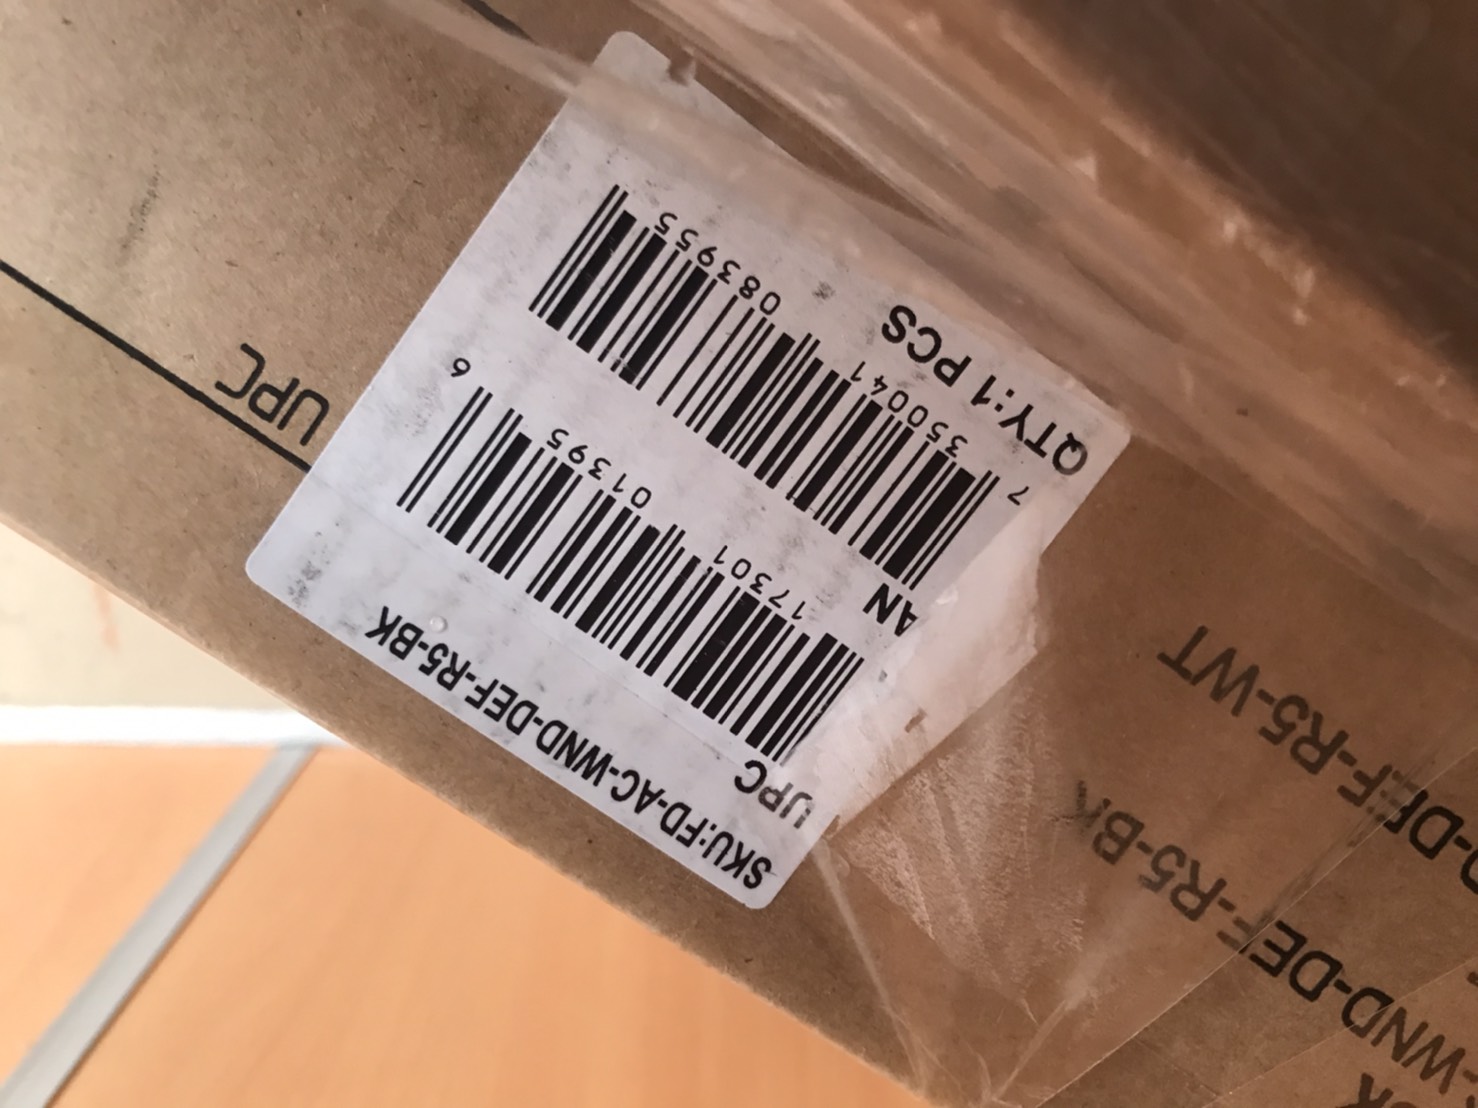 SKU:FD-AC-WND-DEF-R5-BK
UPC
17301 01395 6
AN
7 350041 083955
QTY:1 PCS
UPC
-WND-DEF-R5-BK
D-DEF-R5-WT